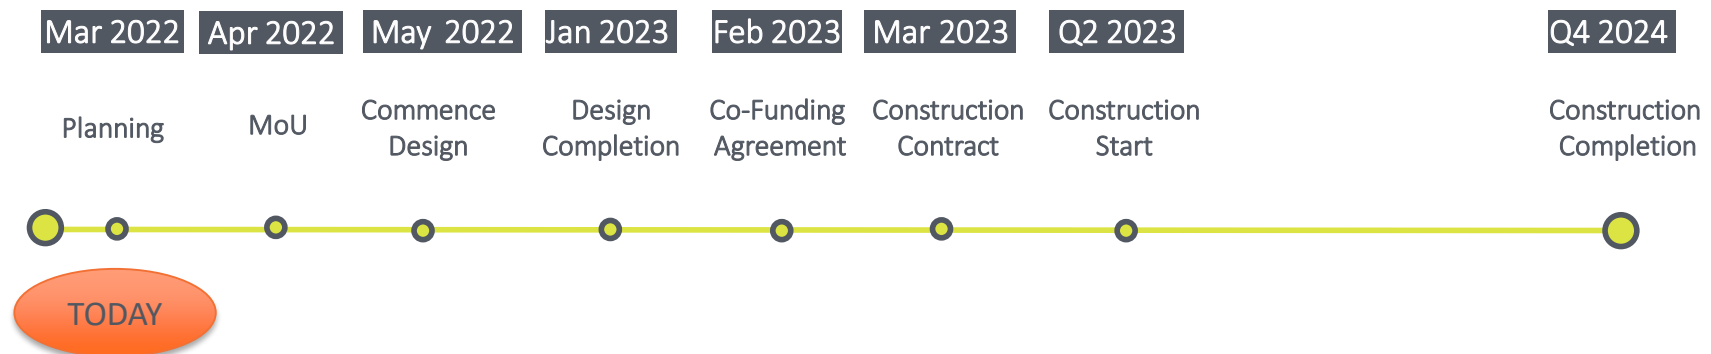 Mar 2022
Apr 2022
May 2022
Jan 2023
Feb 2023
Mar 2023
Q2 2023
Q4 2024
Planning
MoU
Commence
Design
Design
Completion
Co-Funding
Agreement
Construction
Contract
Construction
Start
Construction
Completion
TODAY